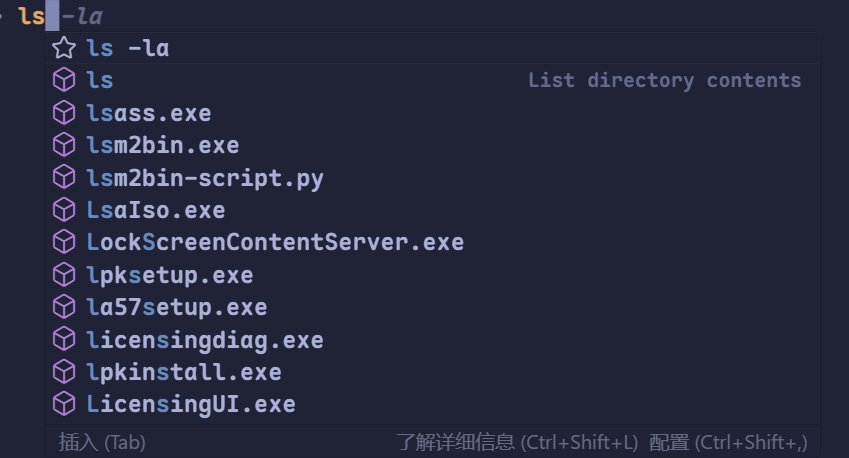 ls -la
ls -la
ls List directory contents
lsass.exe
lsm2bin.exe
lsm2bin-script.py
LsaIso.exe
LockScreenContentServer.exe
lpksetup.exe
la57setup.exe
licensingdiag.exe
lpkinstall.exe
LicensingUI.exe
插入 (Tab) 了解详细信息 (Ctrl+Shift+L) 配置 (Ctrl+Shift+,)